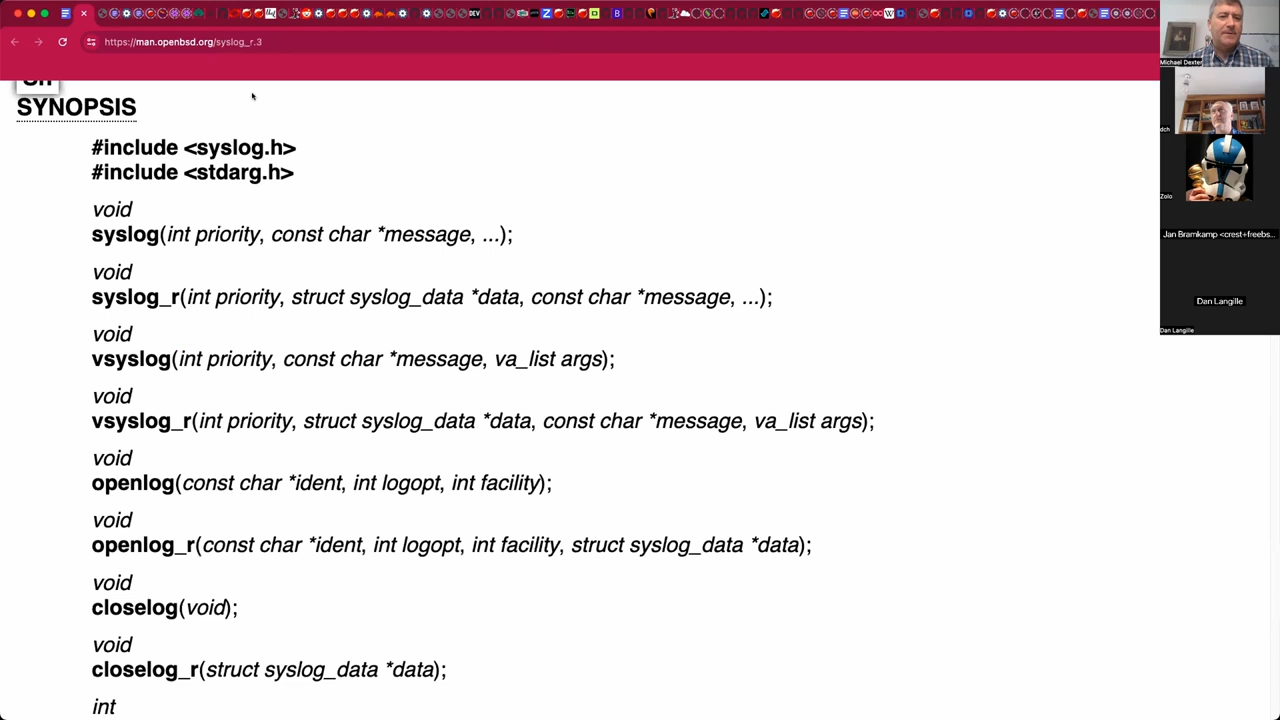 https://man.openbsd.org/syslog_r.3
SYNOPSIS
#include <syslog.h>
#include <stdarg.h>
void
syslog(int priority, const char *message, ...);
void
syslog_r(int priority, struct syslog_data *data, const char *message, ...);
void
vsyslog(int priority, const char *message, va_list args);
void
vsyslog_r(int priority, struct syslog_data *data, const char *message, va_list args);
void
openlog(const char *ident, int logopt, int facility);
void
openlog_r(const char *ident, int logopt, int facility, struct syslog_data *data);
void
closelog(void);
void
closelog_r(struct syslog_data *data);
int
Michael Dexter
dch
Zolo
Jan Bramkamp <crest+freebs...
Dan Langille
Dan Langille